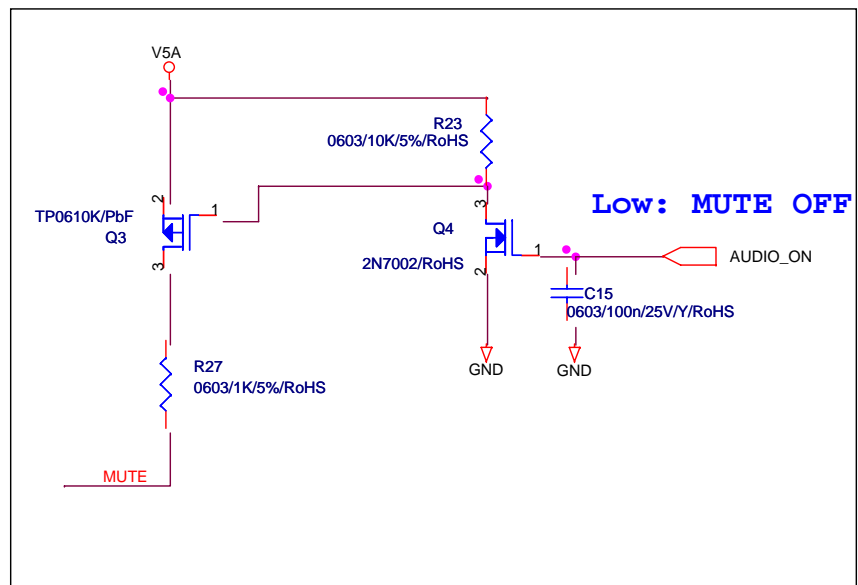 V5A
R23
0603/10K/5%/RoHS
2
1
TP0610K/PbF
Q3
3
3
Low: MUTE OFF
Q4
1
AUDIO_ON
2N7002/RoHS
2
C15
0603/100n/25V/Y/RoHS
GND
GND
R27
0603/1K/5%/RoHS
MUTE